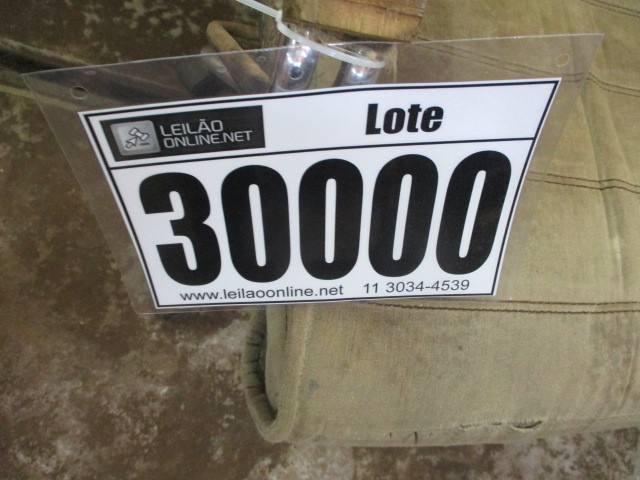 LEILÃO
ONLINE.NET
Lote
30000
www.leilaoonline.net 11 3034-4539